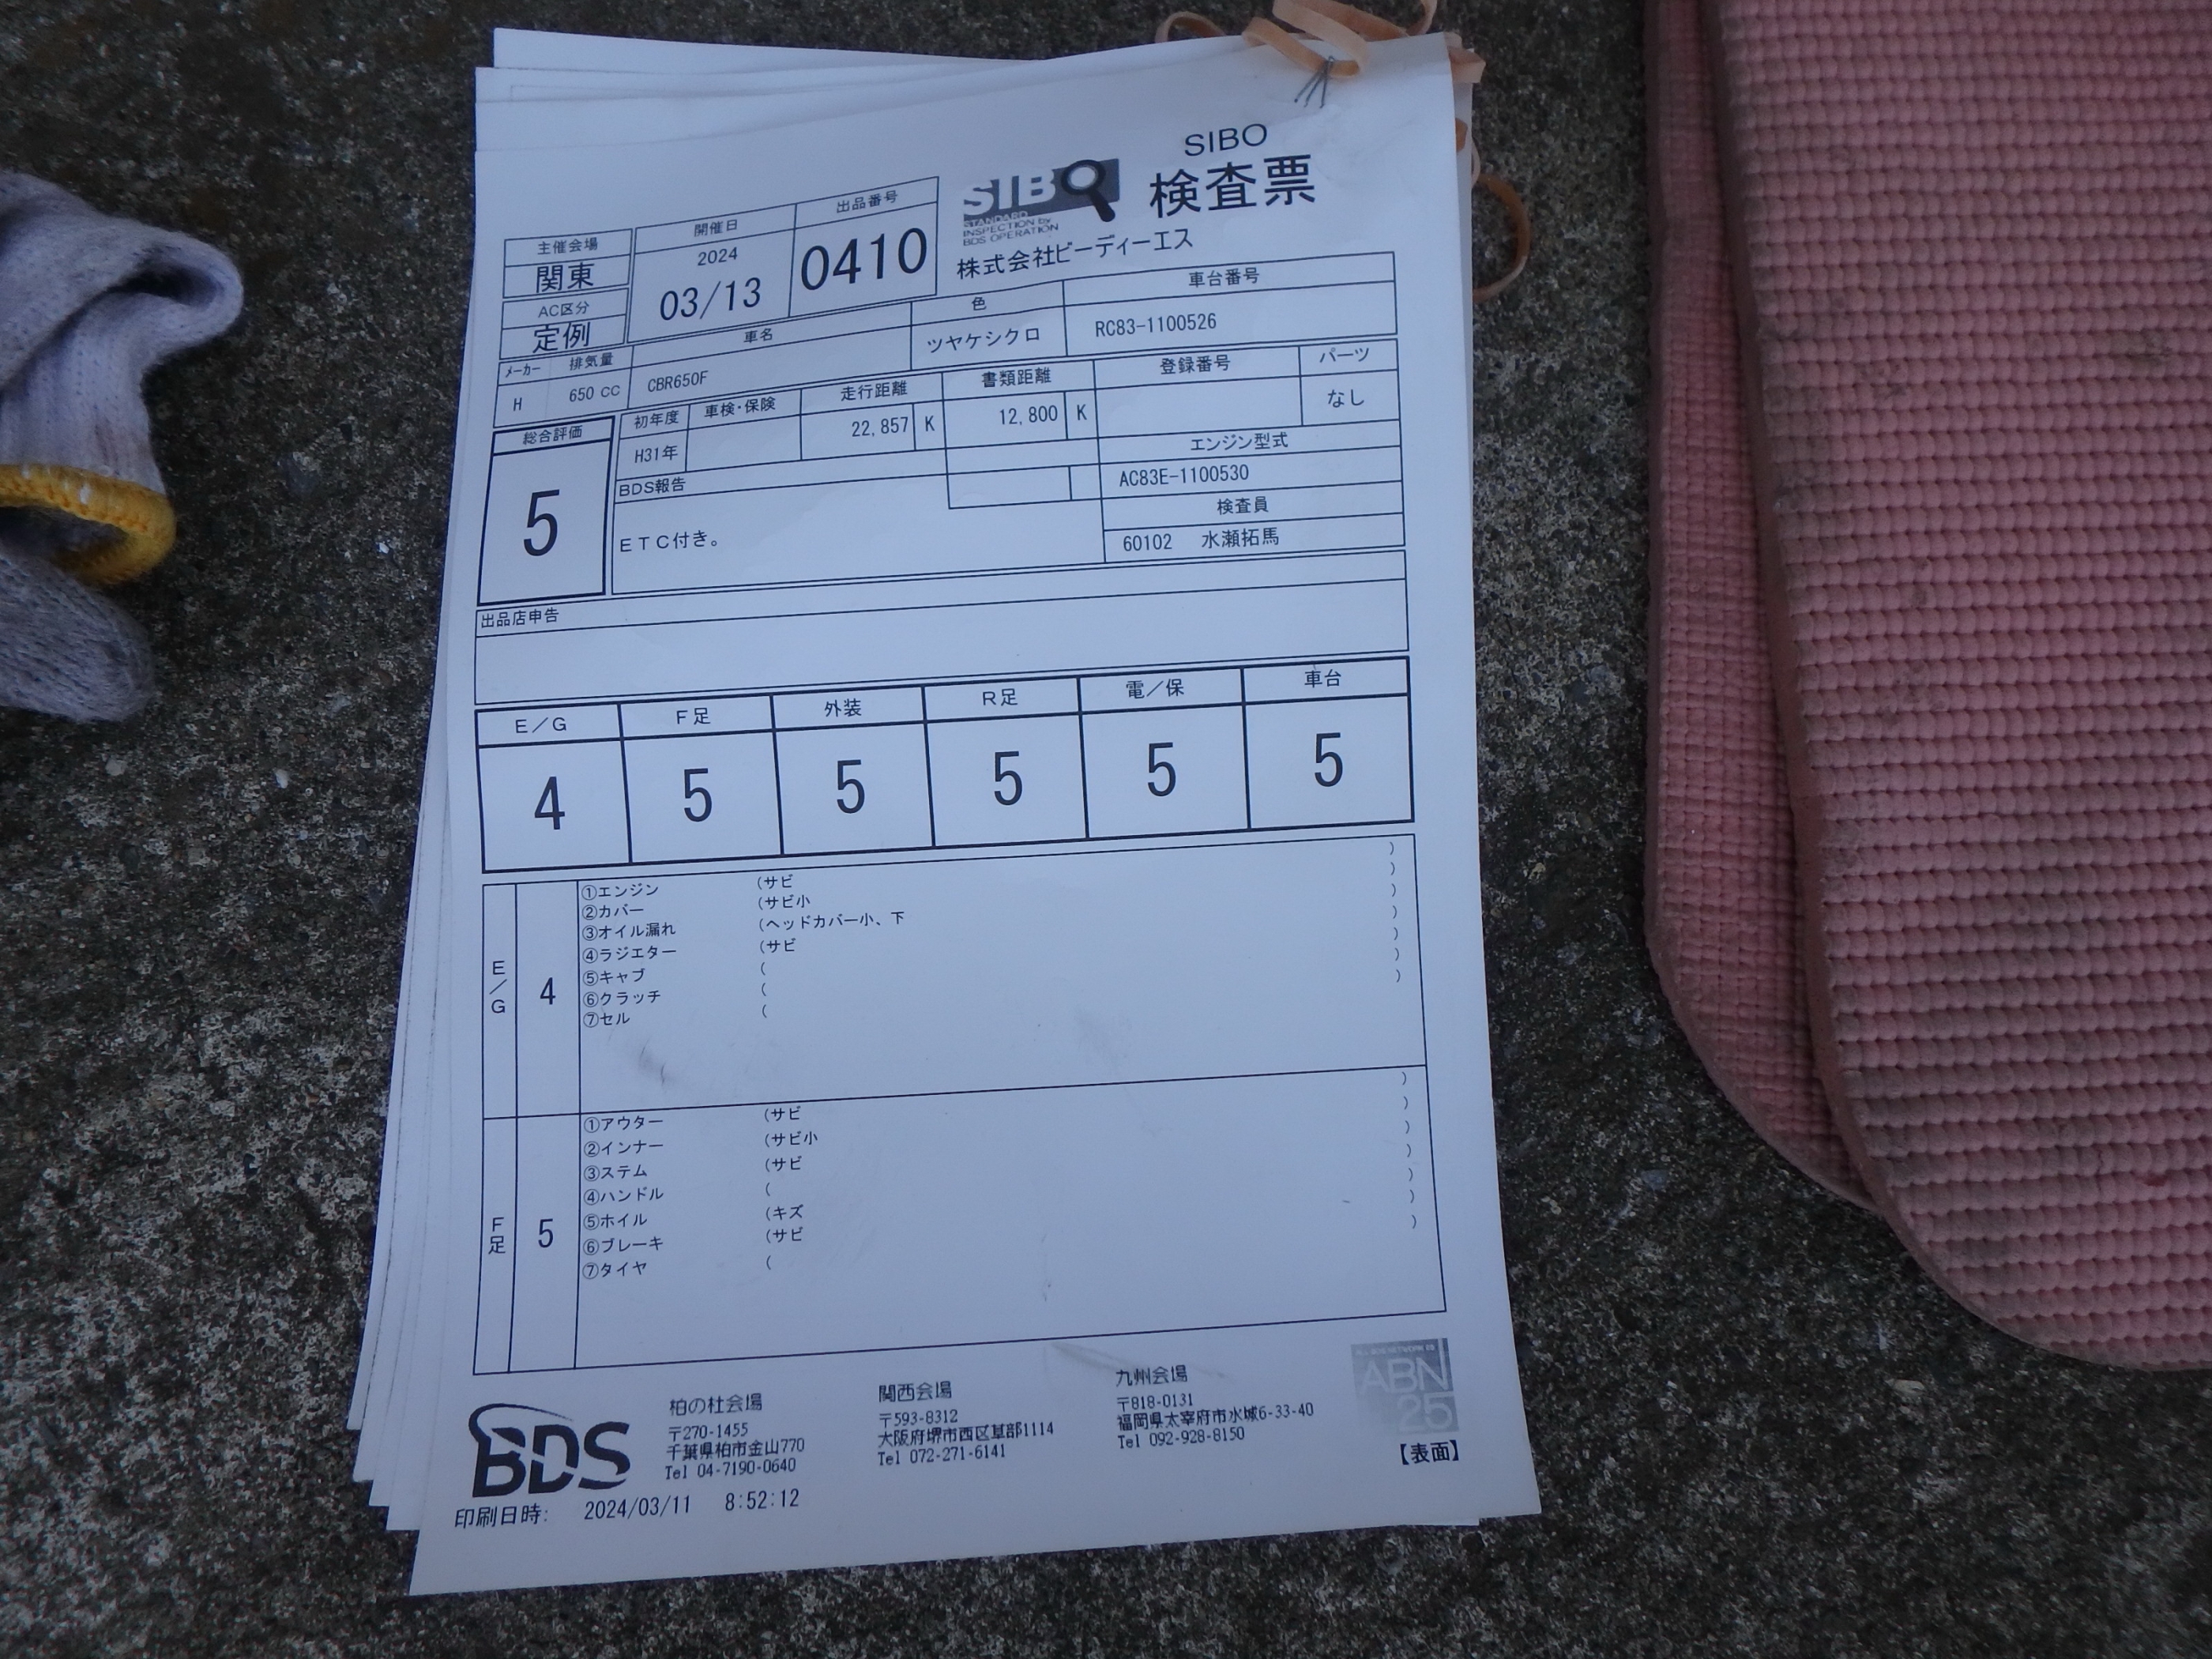 SIBO
SIBO 検査票
STANDARD
INSPECTION by
BDS OPERATION
株式会社ビーディーエス
主催会場 開催日 出品番号
関東 2024 03/13 0410
AC区分
定例
メーカー 排気量 車名 色 車台番号
H 650 cc CBR650F ツヤケシクロ RC83-1100526
総合評価 初年度 車検・保険 走行距離 書類距離 登録番号 パーツ
5 H31年 22,857 K 12,800 K なし
エンジン型式
AC83E-1100530
BDS報告
ETC付き。
検査員
60102 水瀬拓馬
出品店申告
E/G F足 外装 R足 電/保 車台
4 5 5 5 5 5
E/G 4
①エンジン (サビ )
②カバー (サビ小 )
③オイル漏れ (ヘッドカバー小、下 )
④ラジエター (サビ )
⑤キャブ ( )
⑥クラッチ ( )
⑦セル ( )
F足 5
①アウター (サビ )
②インナー (サビ小 )
③ステム (サビ )
④ハンドル ( )
⑤ホイル (キズ )
⑥ブレーキ (サビ )
⑦タイヤ ( )
BDS
柏の杜会場
〒270-1455
千葉県柏市金山770
Tel 04-7190-0640
関西会場
〒593-8312
大阪府堺市西区草部1114
Tel 072-271-6141
九州会場
〒818-0131
福岡県太宰府市水城6-33-40
Tel 092-928-8150
ABN
25
【表面】
印刷日時: 2024/03/11 8:52:12